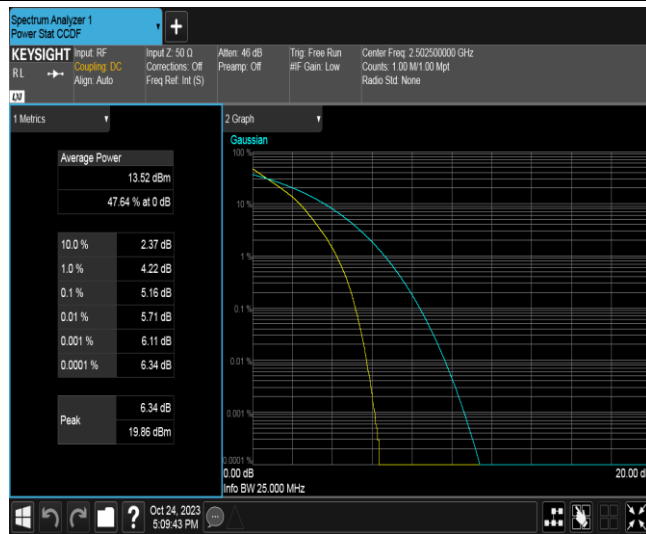 Spectrum Analyzer 1
Power Stat CCDF
+
KEYSIGHT
RL
LXI
Input: RF
Coupling: DC
Align: Auto
Input Z: 50 Ω
Corrections: Off
Freq Ref: Int (S)
Atten: 46 dB
Preamp: Off
Trig: Free Run
#IF Gain: Low
Center Freq: 2.502500000 GHz
Counts: 1.00 M/1.00 Mpt
Radio Std: None
1 Metrics
Average Power
13.52 dBm
47.64 % at 0 dB
10.0 % 2.37 dB
1.0 % 4.22 dB
0.1 % 5.16 dB
0.01 % 5.71 dB
0.001 % 6.11 dB
0.0001 % 6.34 dB
Peak
6.34 dB
19.86 dBm
2 Graph
Gaussian
100 %
10 %
1 %
0.1 %
0.01 %
0.001 %
0.0001 %
0.00 dB
20.00 d
Info BW 25.000 MHz
?
Oct 24, 2023
5:09:43 PM